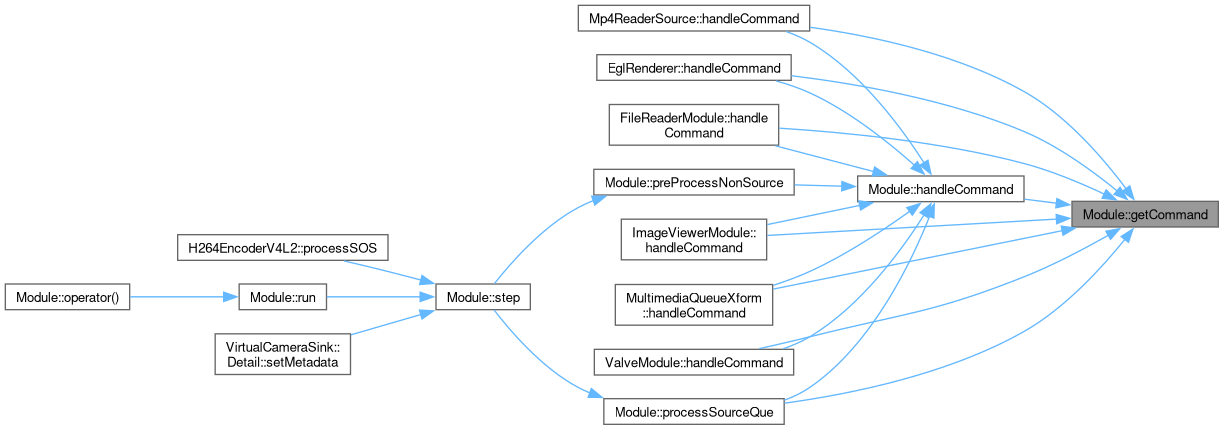 Mp4ReaderSource::handleCommand
EglRenderer::handleCommand
FileReaderModule::handle
Command
Module::preProcessNonSource
Module::handleCommand
Module::getCommand
ImageViewerModule::
handleCommand
H264EncoderV4L2::processSOS
Module::operator()
Module::run
Module::step
MultimediaQueueXform
::handleCommand
VirtualCameraSink::
Detail::setMetadata
ValveModule::handleCommand
Module::processSourceQue